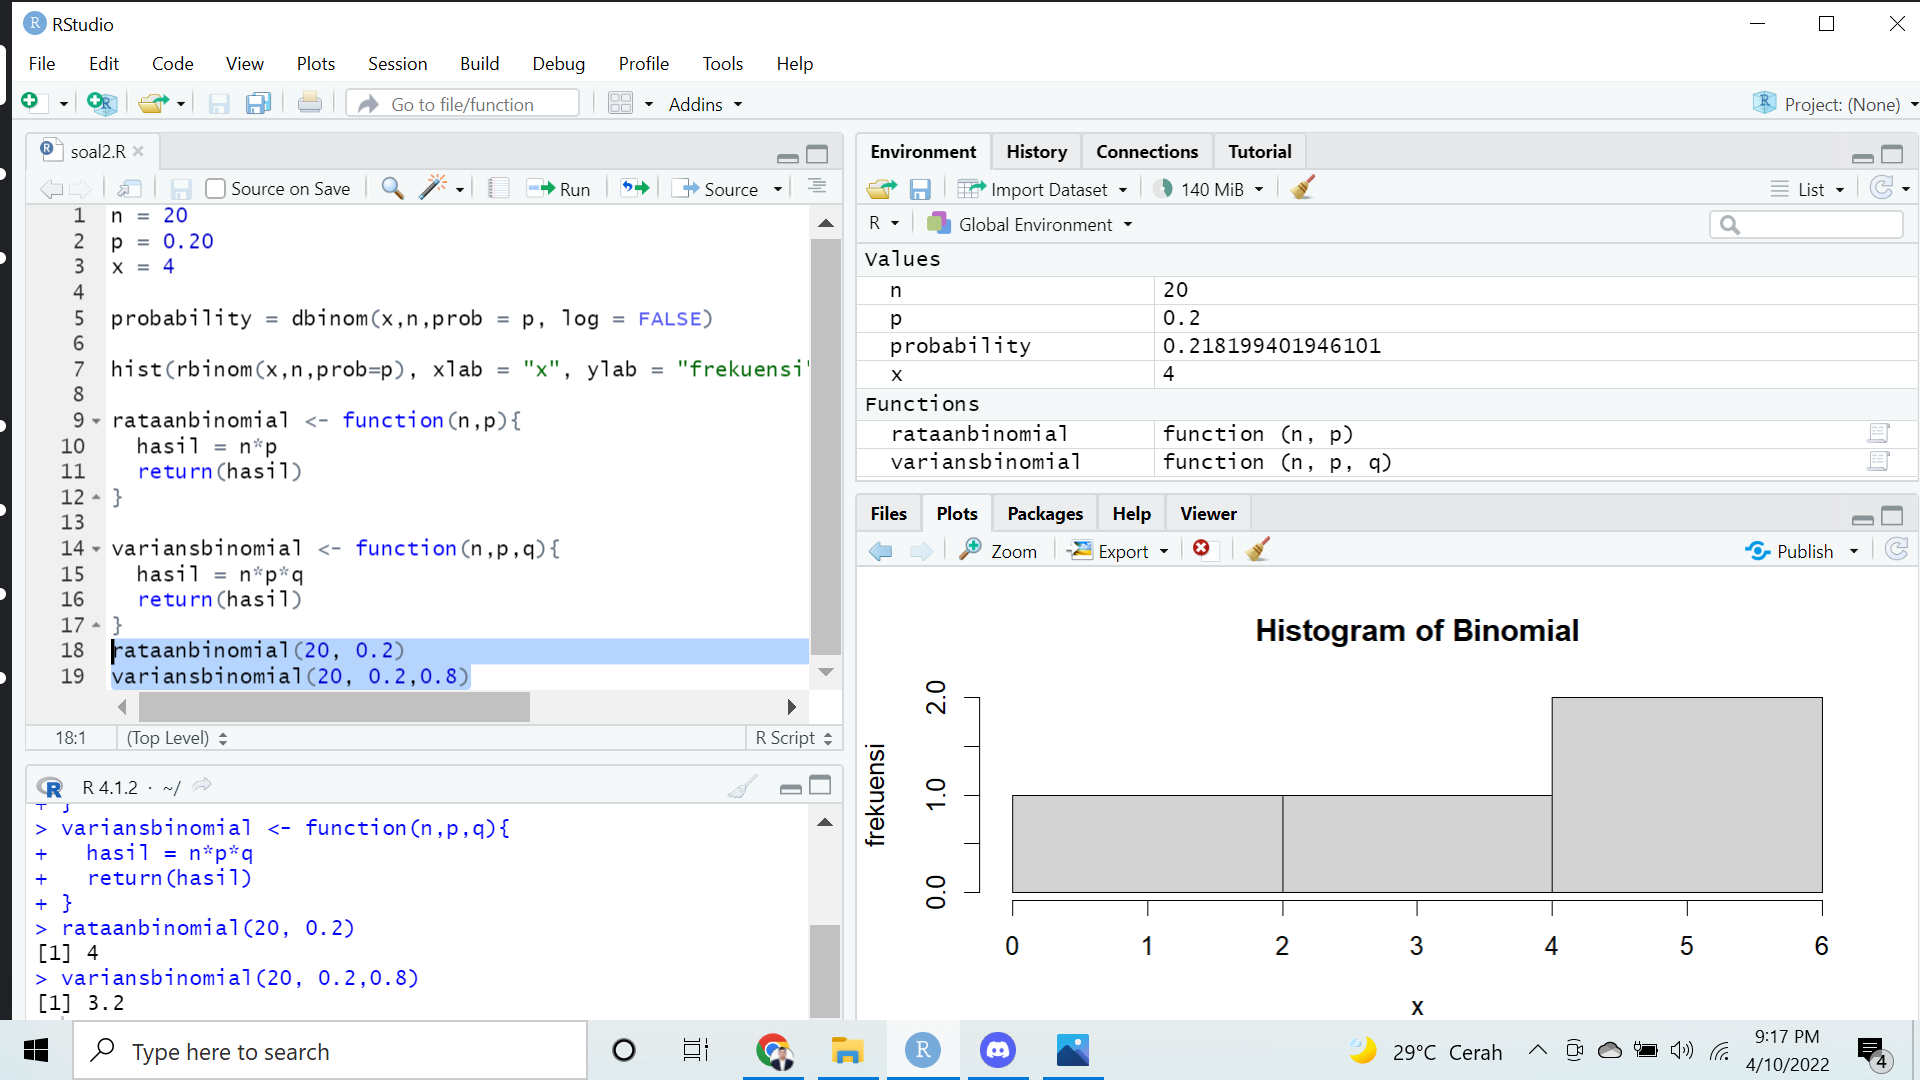 RStudio
File Edit Code View Plots Session Build Debug Profile Tools Help
Go to file/function Addins Project: (None)
soal2.R
Source on Save Run Source
1 n = 20
2 p = 0.20
3 x = 4
4
5 probability = dbinom(x,n,prob = p, log = FALSE)
6
7 hist(rbinom(x,n,prob=p), xlab = "x", ylab = "frekuensi"
8
9 rataanbinomial <- function(n,p){
10 hasil = n*p
11 return(hasil)
12 }
13
14 variansbinomial <- function(n,p,q){
15 hasil = n*p*q
16 return(hasil)
17 }
18 rataanbinomial(20, 0.2)
19 variansbinomial(20, 0.2,0.8)
18:1 (Top Level) R Script
R 4.1.2 · ~/
+ }
> variansbinomial <- function(n,p,q){
+ hasil = n*p*q
+ return(hasil)
+ }
> rataanbinomial(20, 0.2)
[1] 4
> variansbinomial(20, 0.2,0.8)
[1] 3.2
Environment History Connections Tutorial
Import Dataset 140 MiB List
R Global Environment
Values
n 20
p 0.2
probability 0.218199401946101
x 4
Functions
rataanbinomial function (n, p)
variansbinomial function (n, p, q)
Files Plots Packages Help Viewer
Zoom Export Publish
Histogram of Binomial
frekuensi
2.0
1.0
0.0
0 1 2 3 4 5 6
x
Type here to search
29°C Cerah
9:17 PM
4/10/2022
4